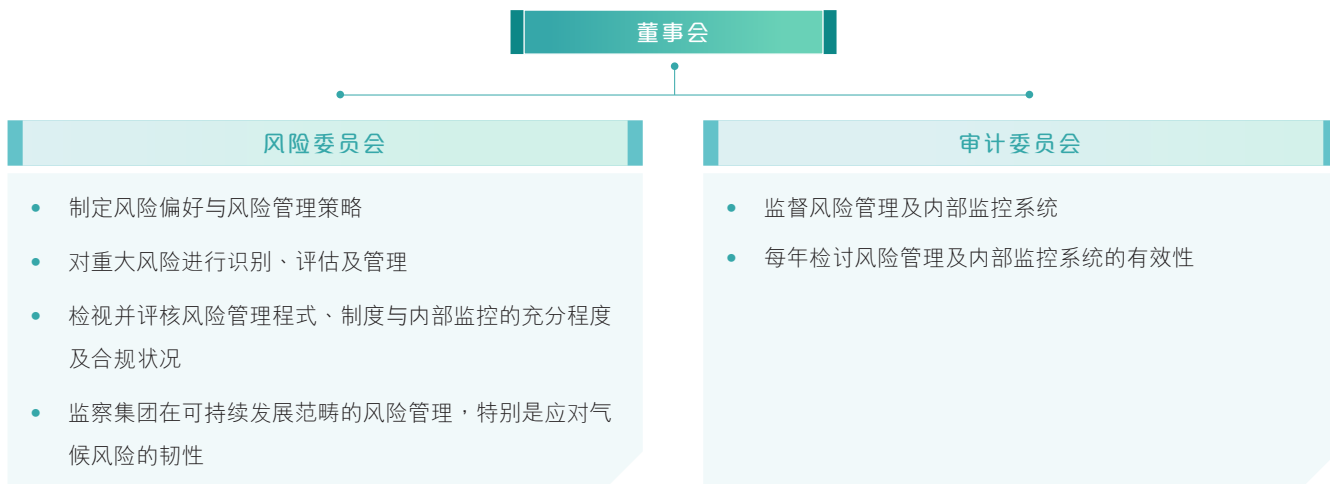 董事会
风险委员会
制定风险偏好与风险管理策略
对重大风险进行识别、评估及管理
检视并评核风险管理程式、制度与内部监控的充分程度
及合规状况
监察集团在可持续发展范畴的风险管理，特别是应对气
候风险的韧性
审计委员会
监督风险管理及内部监控系统
每年检讨风险管理及内部监控系统的有效性